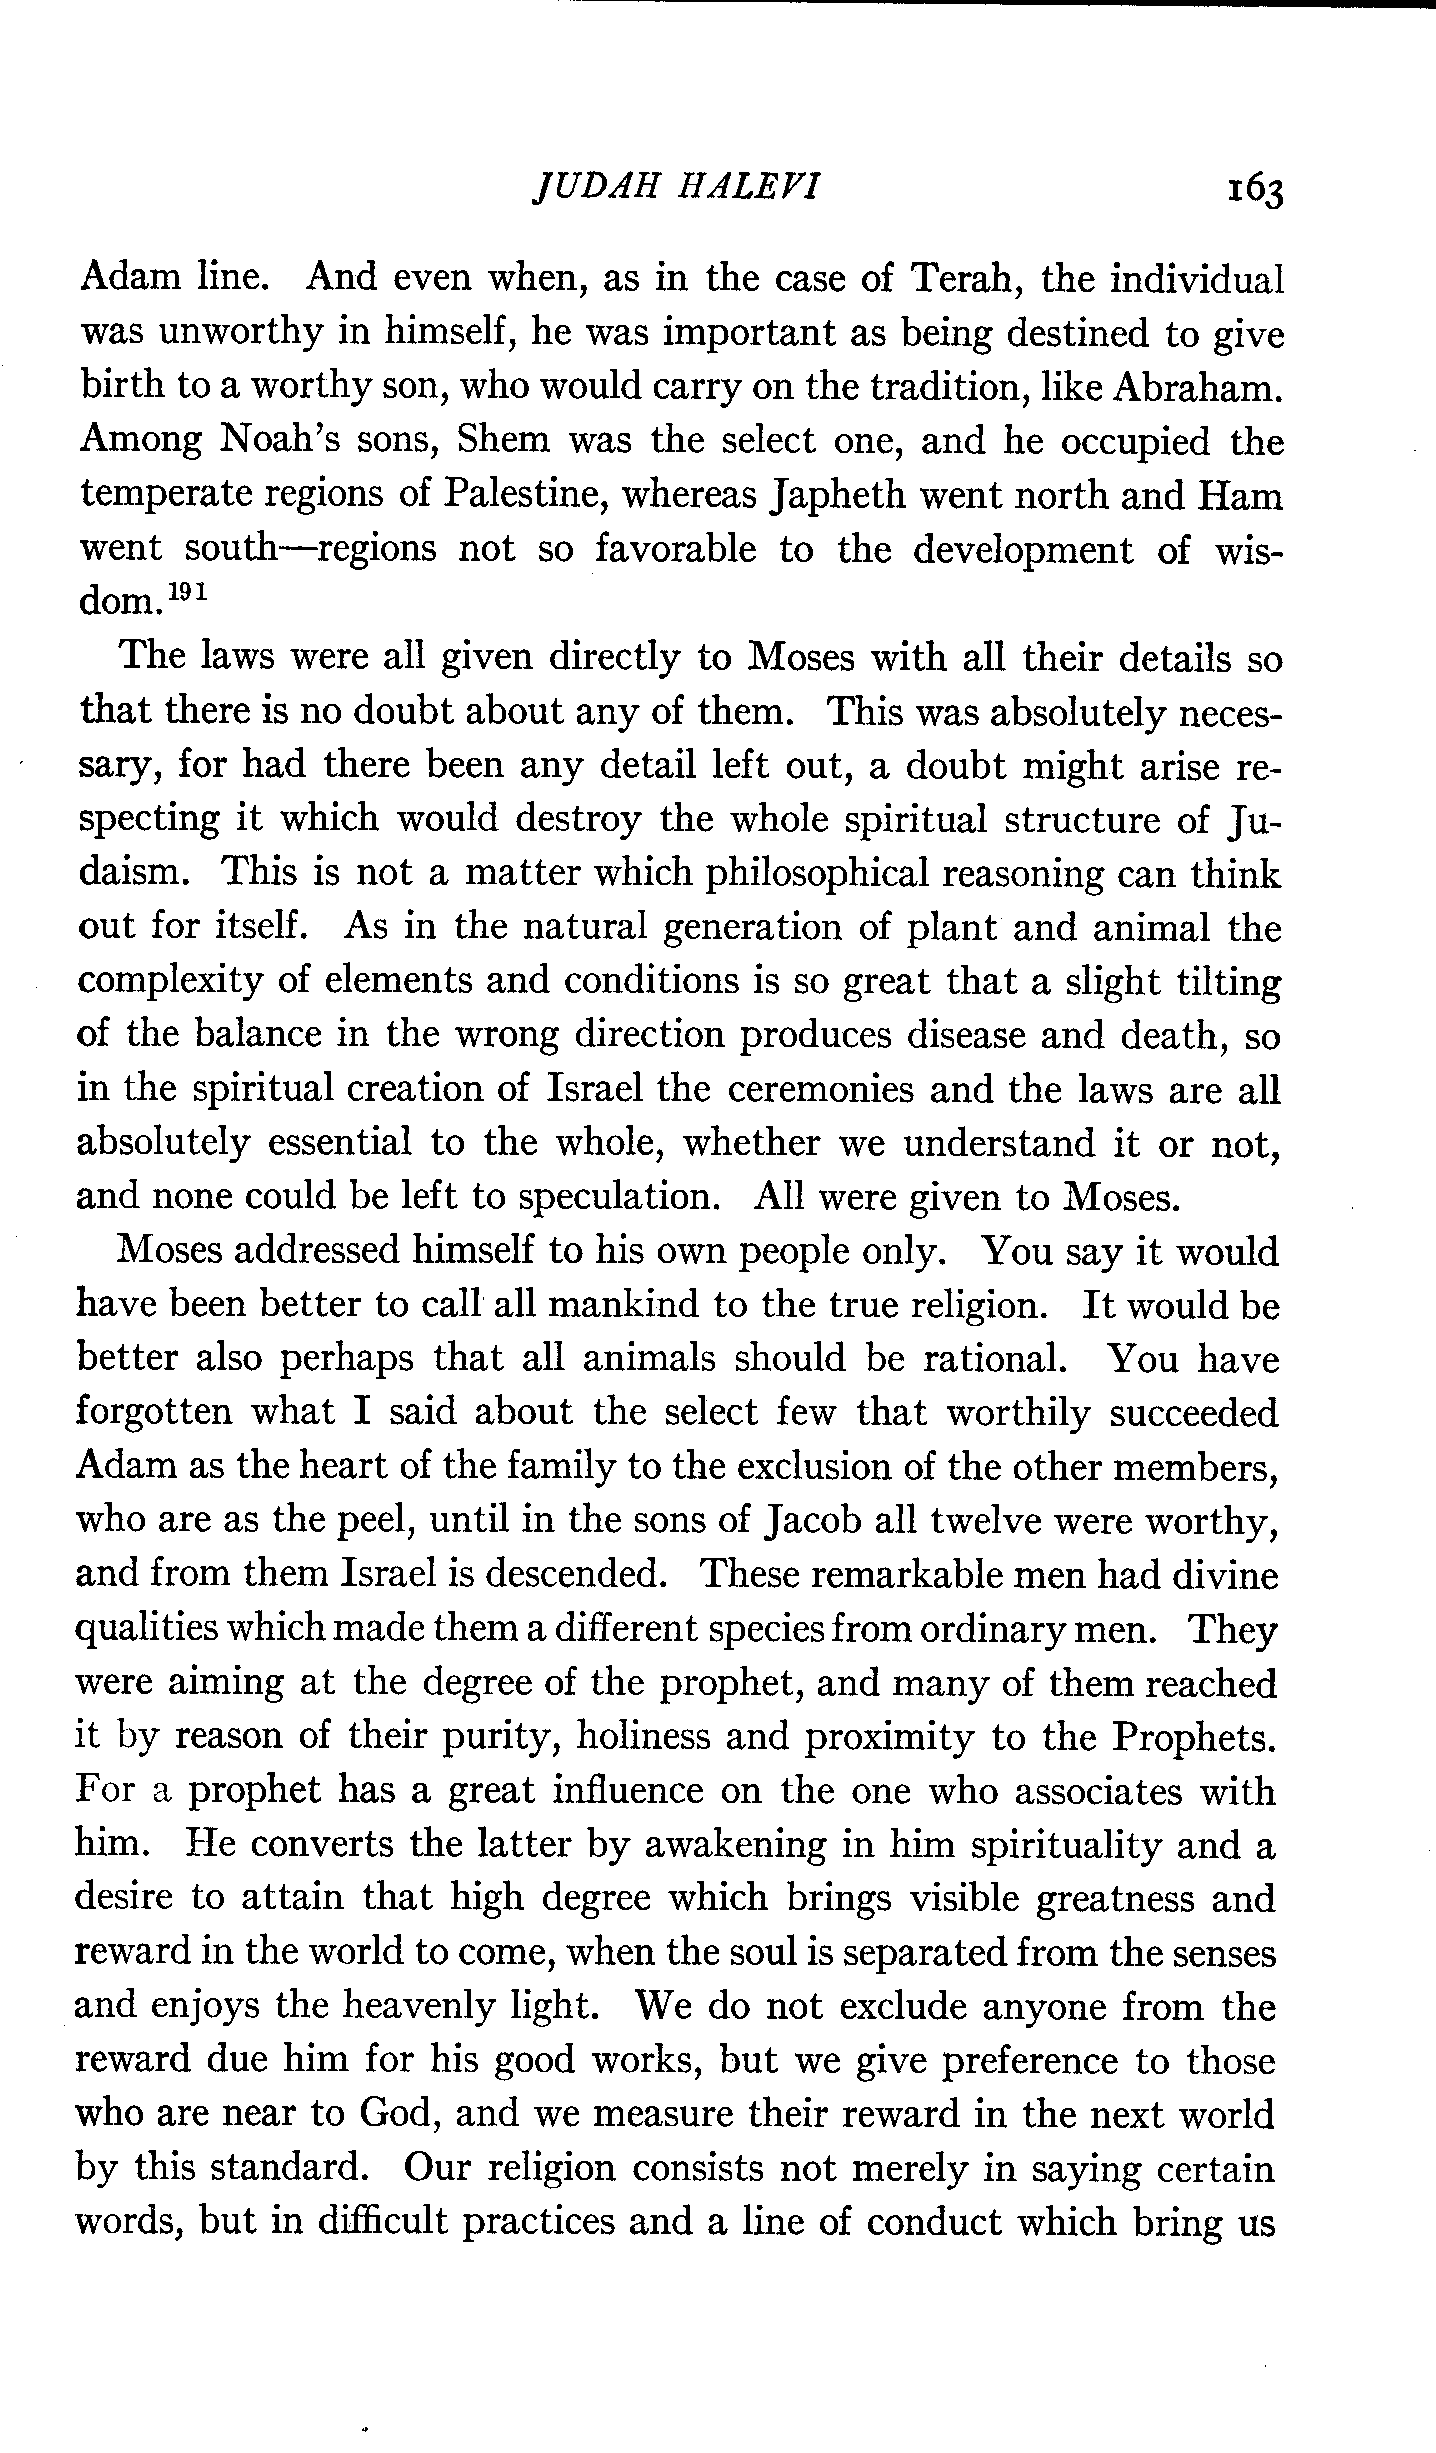 JUDAH HALEVI 163
Adam line. And even when, as in the case of Terah, the individual
was unworthy in himself, he was important as being destined to give
birth to a worthy son, who would carry on the tradition, like Abraham.
Among Noah's sons, Shem was the select one, and he occupied the
temperate regions of Palestine, whereas Japheth went north and Ham
went south—regions not so favorable to the development of wis-
dom.¹⁹¹
The laws were all given directly to Moses with all their details so
that there is no doubt about any of them. This was absolutely neces-
sary, for had there been any detail left out, a doubt might arise re-
specting it which would destroy the whole spiritual structure of Ju-
daism. This is not a matter which philosophical reasoning can think
out for itself. As in the natural generation of plant and animal the
complexity of elements and conditions is so great that a slight tilting
of the balance in the wrong direction produces disease and death, so
in the spiritual creation of Israel the ceremonies and the laws are all
absolutely essential to the whole, whether we understand it or not,
and none could be left to speculation. All were given to Moses.
Moses addressed himself to his own people only. You say it would
have been better to call all mankind to the true religion. It would be
better also perhaps that all animals should be rational. You have
forgotten what I said about the select few that worthily succeeded
Adam as the heart of the family to the exclusion of the other members,
who are as the peel, until in the sons of Jacob all twelve were worthy,
and from them Israel is descended. These remarkable men had divine
qualities which made them a different species from ordinary men. They
were aiming at the degree of the prophet, and many of them reached
it by reason of their purity, holiness and proximity to the Prophets.
For a prophet has a great influence on the one who associates with
him. He converts the latter by awakening in him spirituality and a
desire to attain that high degree which brings visible greatness and
reward in the world to come, when the soul is separated from the senses
and enjoys the heavenly light. We do not exclude anyone from the
reward due him for his good works, but we give preference to those
who are near to God, and we measure their reward in the next world
by this standard. Our religion consists not merely in saying certain
words, but in difficult practices and a line of conduct which bring us